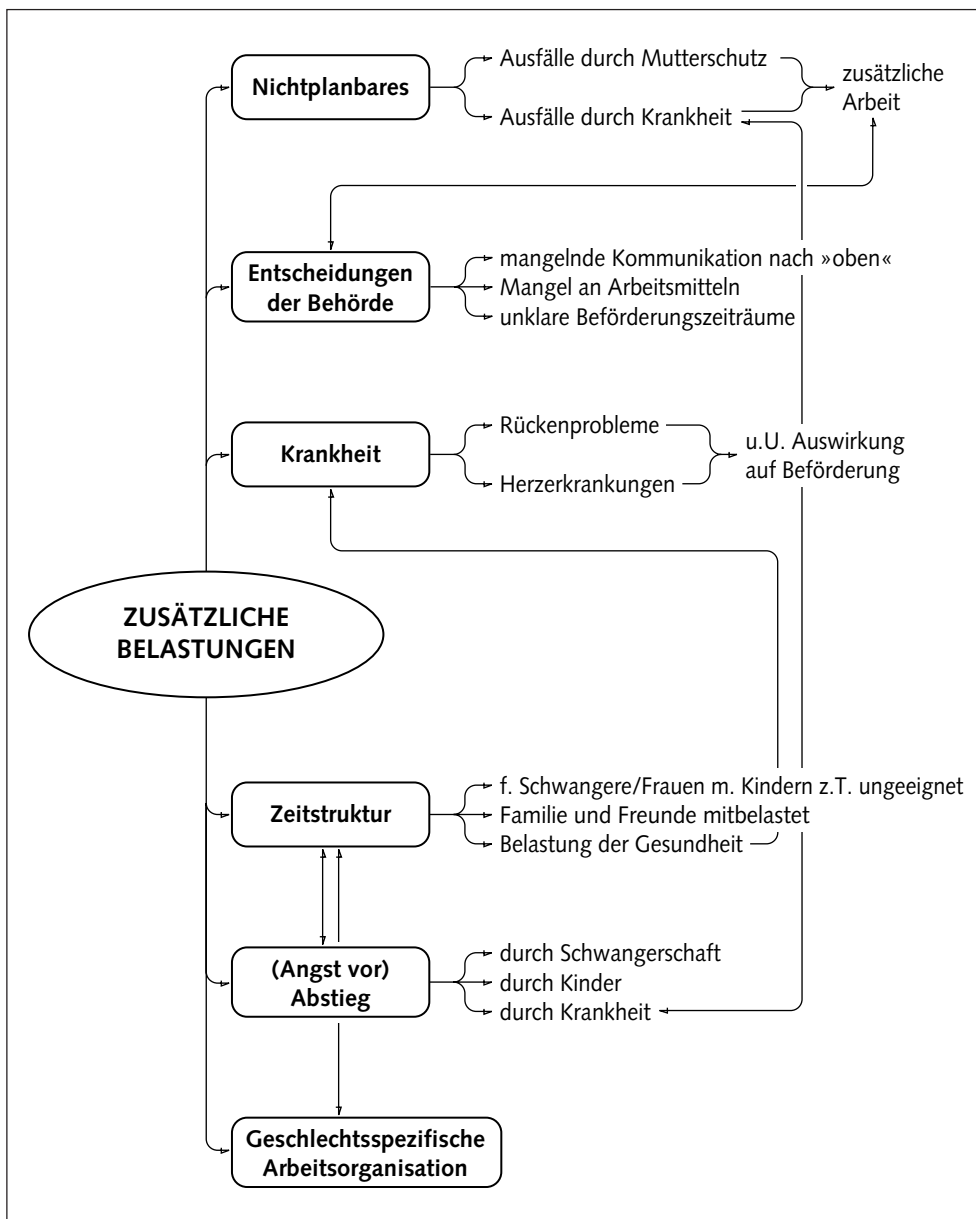 Nichtplanbares
Ausfälle durch Mutterschutz
Ausfälle durch Krankheit
zusätzliche
Arbeit
Entscheidungen
der Behörde
mangelnde Kommunikation nach »oben«
Mangel an Arbeitsmitteln
unklare Beförderungszeiträume
Krankheit
Rückenprobleme
Herzerkrankungen
u.U. Auswirkung
auf Beförderung
ZUSÄTZLICHE
BELASTUNGEN
Zeitstruktur
f. Schwangere/Frauen m. Kindern z.T. ungeeignet
Familie und Freunde mitbelastet
Belastung der Gesundheit
(Angst vor)
Abstieg
durch Schwangerschaft
durch Kinder
durch Krankheit
Geschlechtsspezifische
Arbeitsorganisation